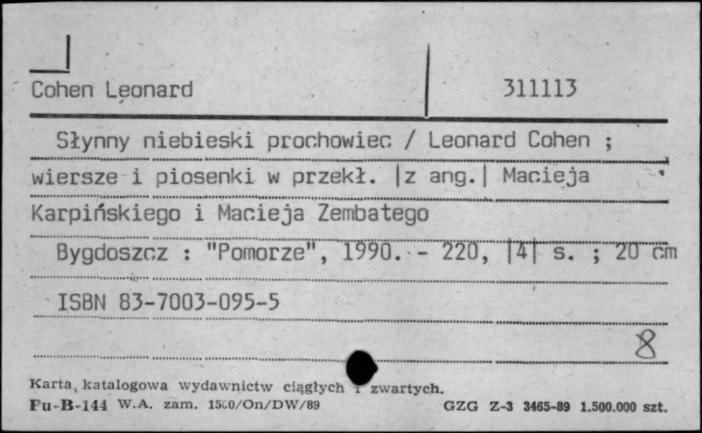 Cohen Leonard 311113
Słynny niebieski prochowiec / Leonard Cohen ;
wiersze i piosenki w przekł. |z ang.| Macieja
Karpińskiego i Macieja Zembatego
Bygdoszcz : "Pomorze", 1990. - 220, |4| s. ; 20 cm
ISBN 83-7003-095-5
8
Karta katalogowa wydawnictw ciągłych i zwartych.
Pu-B-144 W.A. zam. 1500/On/DW/89 GZG Z-3 3465-89 1.500.000 szt.